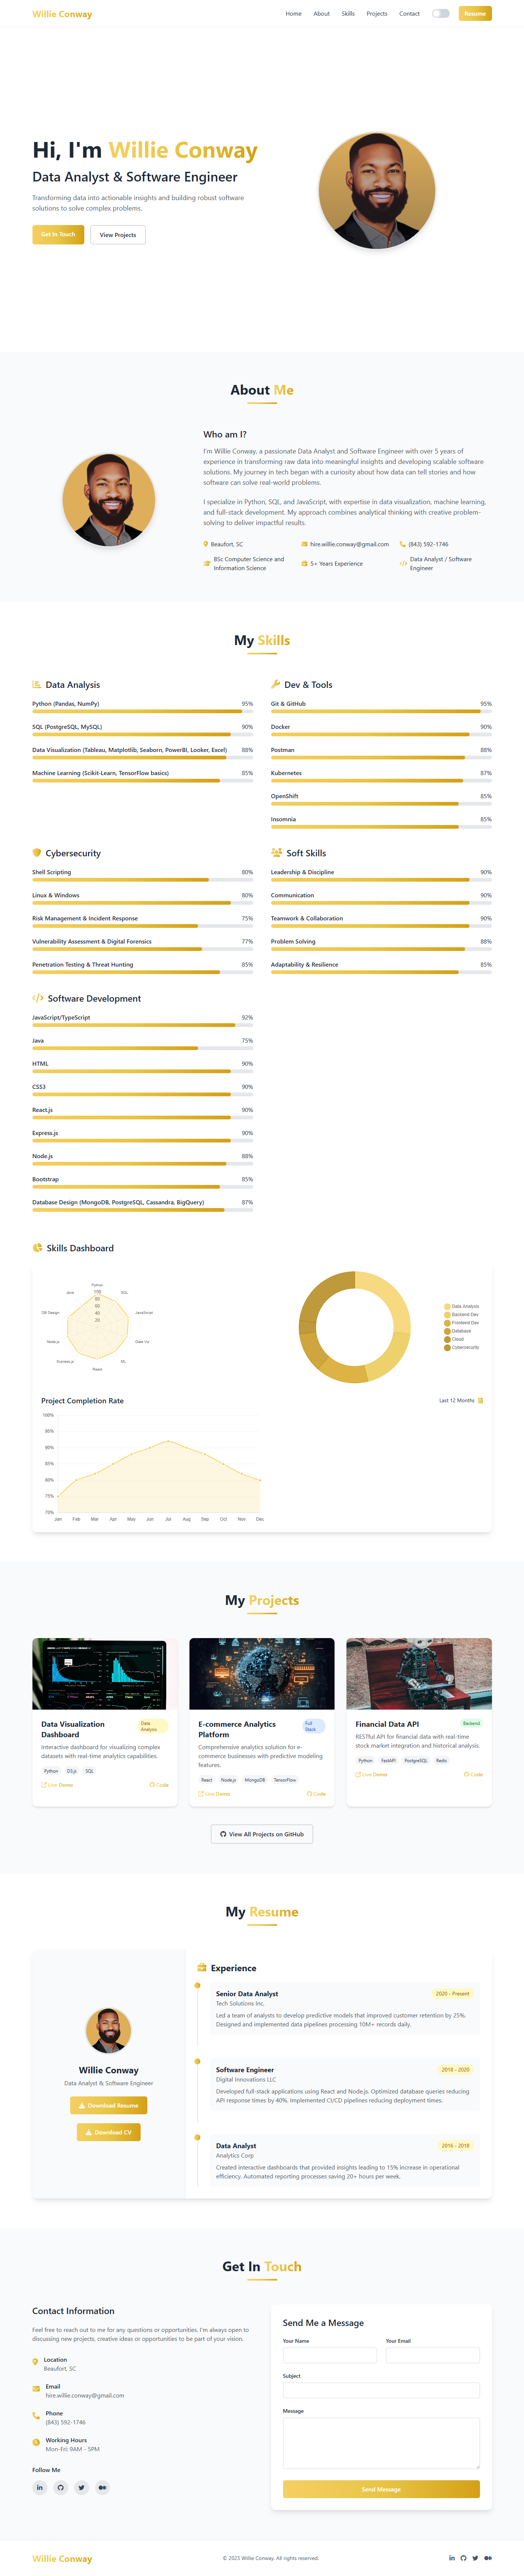 Willie Conway
Home
About
Skills
Projects
Contact
Resume
Hi, I'm Willie Conway
Data Analyst & Software Engineer
Transforming data into actionable insights and building robust software
solutions to solve complex problems.
Get In Touch
View Projects
About Me
Who am I?
I'm Willie Conway, a passionate Data Analyst and Software Engineer with over 5 years of
experience in transforming raw data into meaningful insights and developing scalable software
solutions. My journey in tech began with a curiosity about how data can tell stories and how
software can solve real-world problems.
I specialize in Python, SQL, and JavaScript, with expertise in data visualization, machine learning,
and full-stack development. My approach combines analytical thinking with creative problem-
solving to deliver impactful results.
Beaufort, SC
hire.willie.conway@gmail.com
(843) 592-1746
BSc Computer Science and
Information Science
5+ Years Experience
Data Analyst / Software
Engineer
My Skills
Data Analysis
Python (Pandas, NumPy) 95%
SQL (PostgreSQL, MySQL) 90%
Data Visualization (Tableau, Matplotlib, Seaborn, PowerBI, Looker, Excel) 88%
Machine Learning (Scikit-Learn, TensorFlow basics) 85%
Dev & Tools
Git & GitHub 95%
Docker 90%
Postman 88%
Kubernetes 87%
OpenShift 85%
Insomnia 85%
Cybersecurity
Shell Scripting 80%
Linux & Windows 80%
Risk Management & Incident Response 75%
Vulnerability Assessment & Digital Forensics 77%
Penetration Testing & Threat Hunting 85%
Soft Skills
Leadership & Discipline 90%
Communication 90%
Teamwork & Collaboration 90%
Problem Solving 88%
Adaptability & Resilience 85%
Software Development
JavaScript/TypeScript 92%
Java 75%
HTML 90%
CSS3 90%
React.js 90%
Express.js 90%
Node.js 88%
Bootstrap 85%
Database Design (MongoDB, PostgreSQL, Cassandra, BigQuery) 87%
Skills Dashboard
Python
SQL
JavaScript
Data Viz
ML
React
Express.js
Node.js
DB Design
Java
100
80
60
40
20
Data Analysis
Backend Dev
Frontend Dev
Database
Cloud
Cybersecurity
Project Completion Rate
Last 12 Months
100%
95%
90%
85%
80%
75%
70%
Jan Feb Mar Apr May Jun Jul Aug Sep Oct Nov Dec
My Projects
Data Visualization
Dashboard
Data
Analysis
Interactive dashboard for visualizing complex
datasets with real-time analytics capabilities.
Python D3.js SQL
Live Demo
Code
E-commerce Analytics
Platform
Full
Stack
Comprehensive analytics solution for e-
commerce businesses with predictive modeling
features.
React Node.js MongoDB TensorFlow
Live Demo
Code
Financial Data API
Backend
RESTful API for financial data with real-time
stock market integration and historical analysis.
Python FastAPI PostgreSQL Redis
Live Demo
Code
View All Projects on GitHub
My Resume
Willie Conway
Data Analyst & Software Engineer
Download Resume
Download CV
Experience
Senior Data Analyst
2020 - Present
Tech Solutions Inc.
Led a team of analysts to develop predictive models that improved customer retention by 25%.
Designed and implemented data pipelines processing 10M+ records daily.
Software Engineer
2018 - 2020
Digital Innovations LLC
Developed full-stack applications using React and Node.js. Optimized database queries reducing
API response times by 40%. Implemented CI/CD pipelines reducing deployment times.
Data Analyst
2016 - 2018
Analytics Corp
Created interactive dashboards that provided insights leading to 15% increase in operational
efficiency. Automated reporting processes saving 20+ hours per week.
Get In Touch
Contact Information
Feel free to reach out to me for any questions or opportunities. I'm always open to
discussing new projects, creative ideas or opportunities to be part of your vision.
Location
Beaufort, SC
Email
hire.willie.conway@gmail.com
Phone
(843) 592-1746
Working Hours
Mon-Fri: 9AM - 5PM
Follow Me
Send Me a Message
Your Name
Your Email
Subject
Message
Send Message
Willie Conway
© 2023 Willie Conway. All rights reserved.